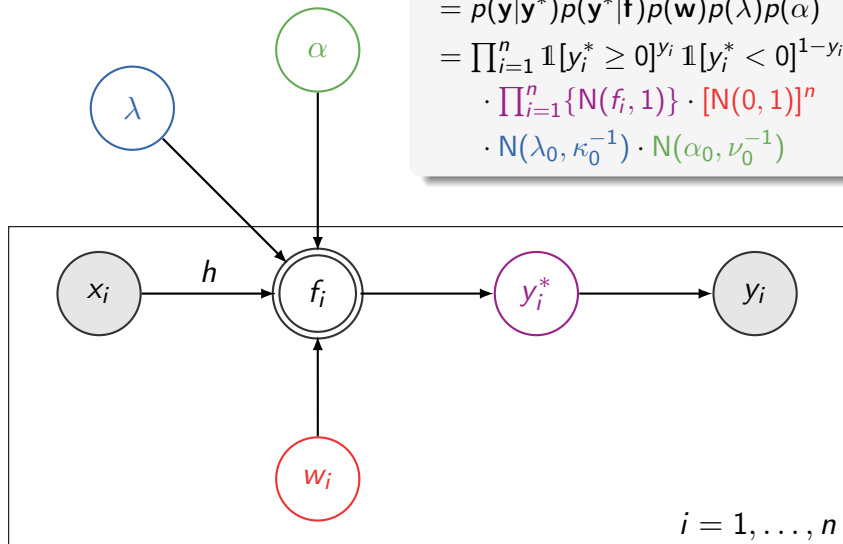 = p(𝐲|𝐲*)p(𝐲*|𝐟)p(𝐰)p(λ)p(α)
= ∏ⁿᵢ₌₁ 𝟙[yᵢ* ≥ 0]^{yᵢ} 𝟙[yᵢ* < 0]^{1−yᵢ}
· ∏ⁿᵢ₌₁{N(fᵢ, 1)} · [N(0, 1)]ⁿ
· N(λ₀, κ₀⁻¹) · N(α₀, ν₀⁻¹)
α
λ
xᵢ
h
fᵢ
yᵢ*
yᵢ
wᵢ
i = 1, . . . , n